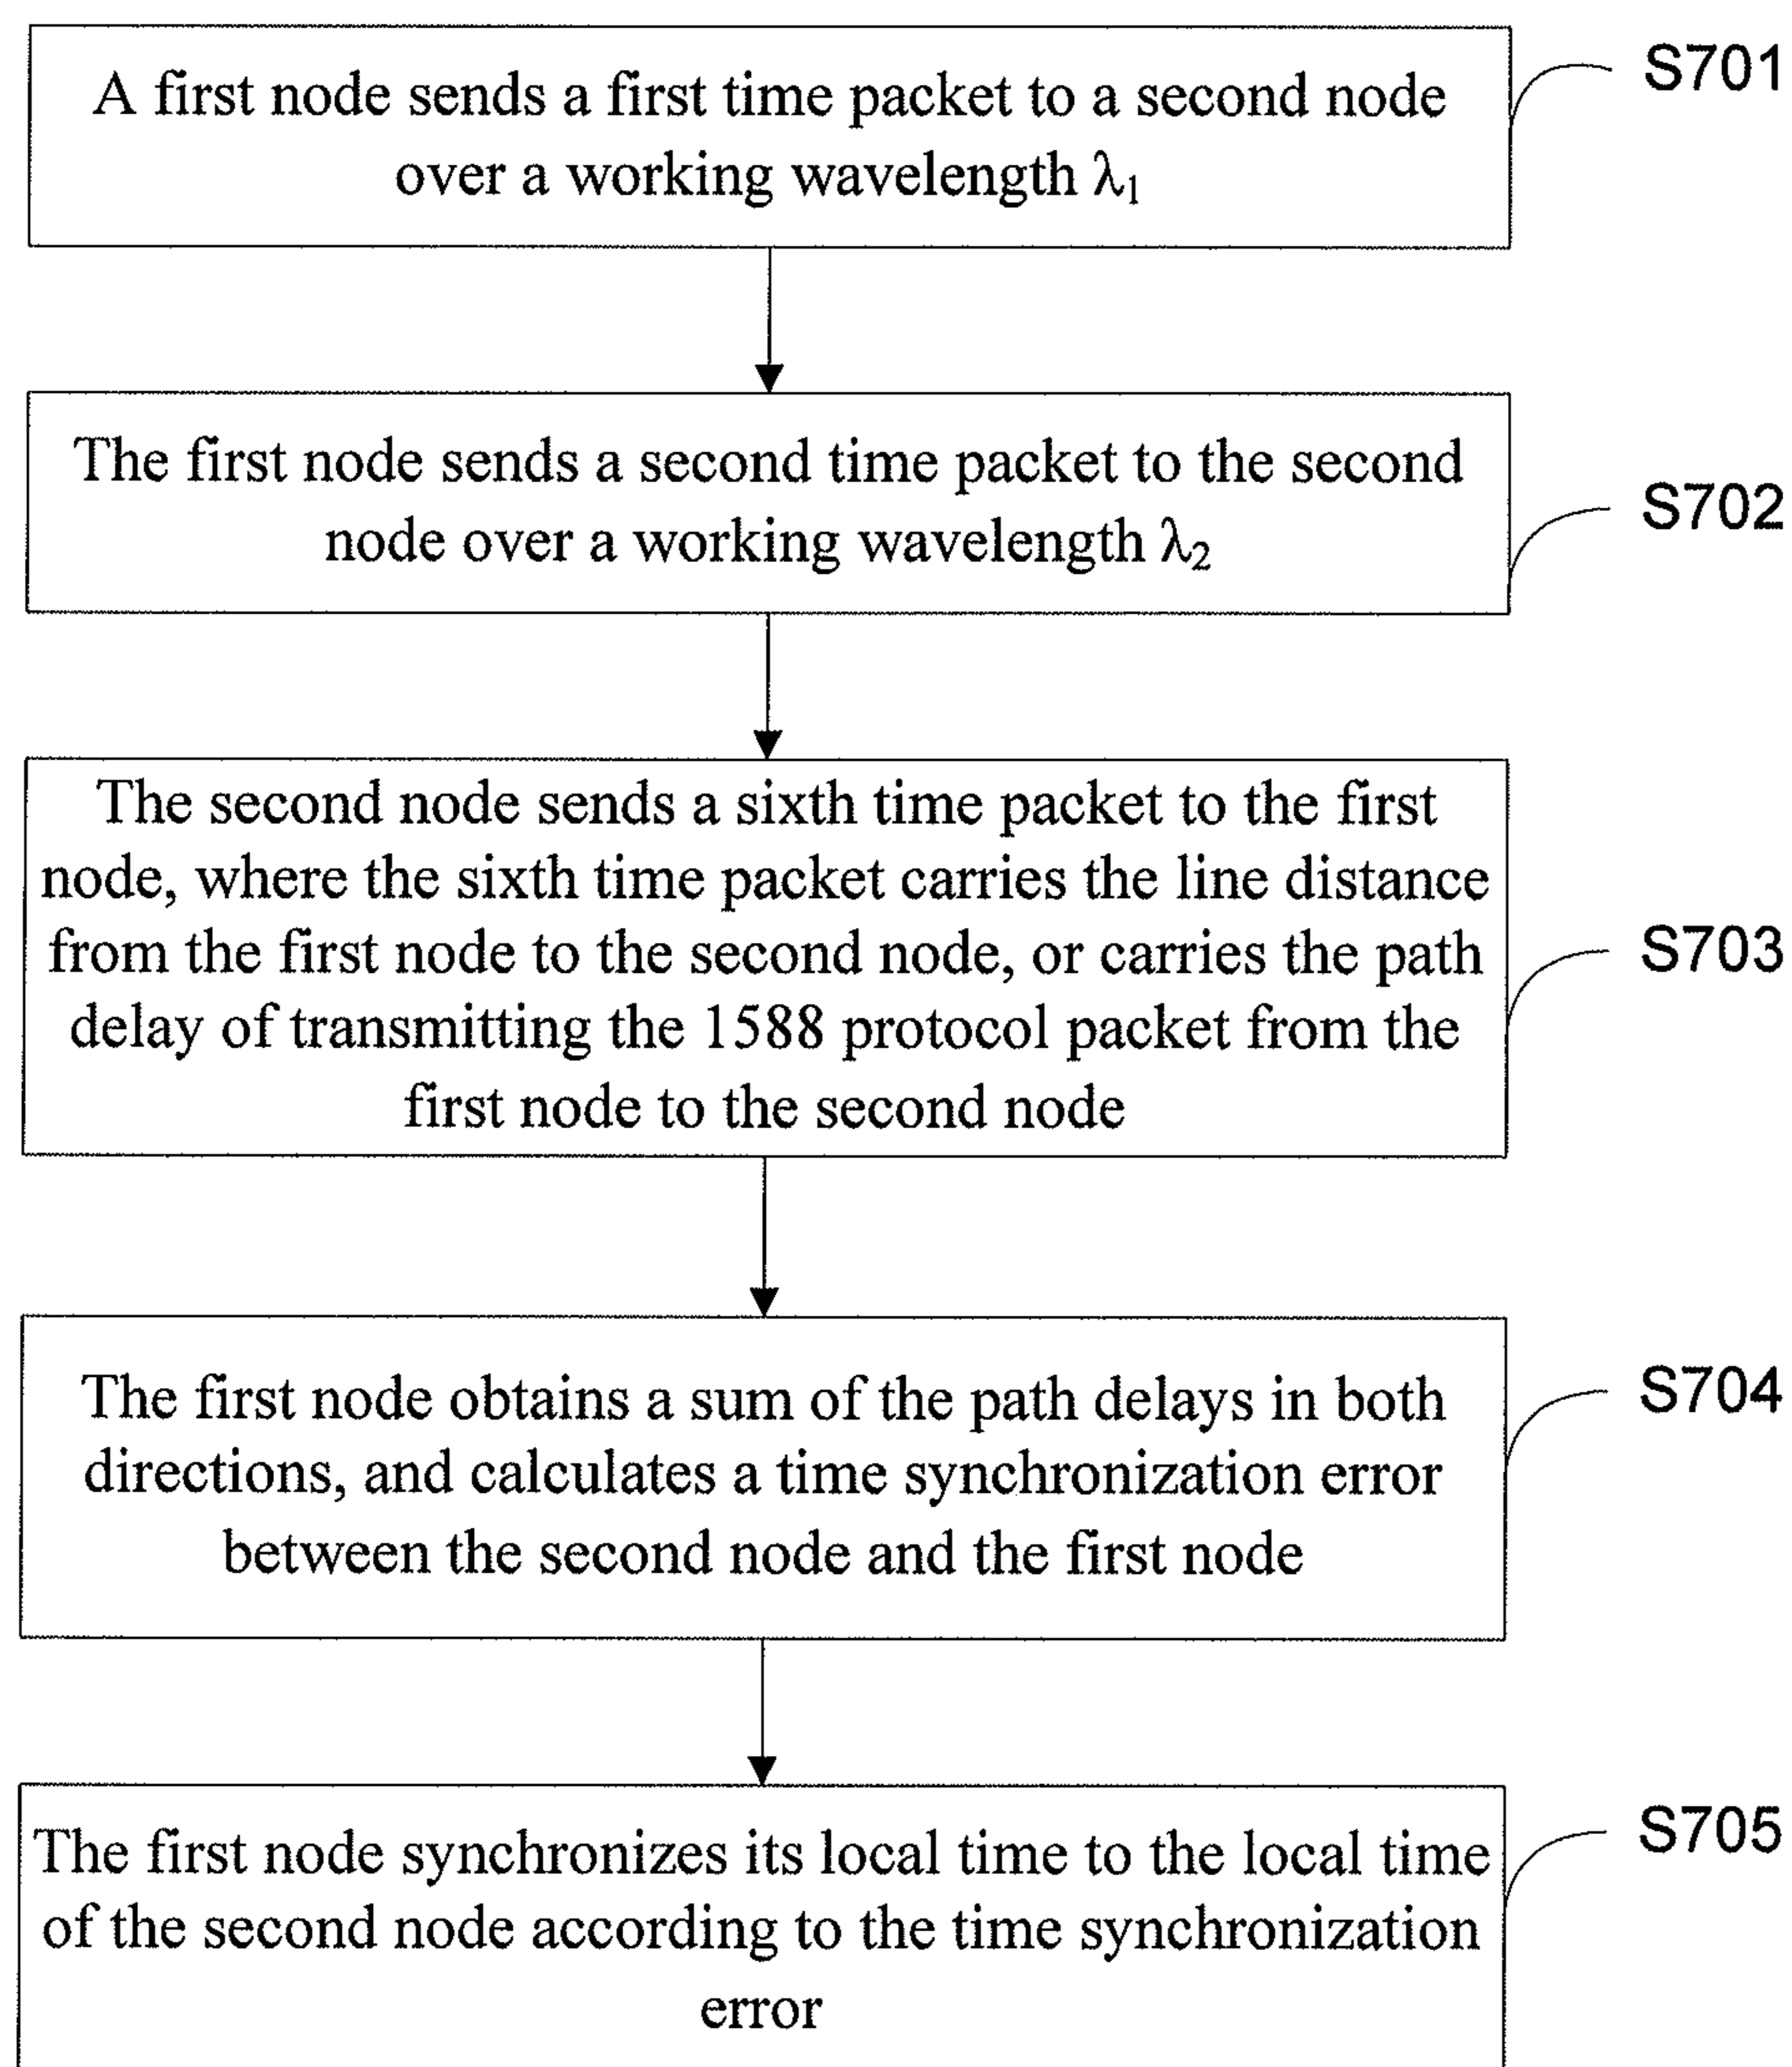 A first node sends a first time packet to a second node
over a working wavelength λ₁
S701
The first node sends a second time packet to the second
node over a working wavelength λ₂
S702
The second node sends a sixth time packet to the first
node, where the sixth time packet carries the line distance
from the first node to the second node, or carries the path
delay of transmitting the 1588 protocol packet from the
first node to the second node
S703
The first node obtains a sum of the path delays in both
directions, and calculates a time synchronization error
between the second node and the first node
S704
The first node synchronizes its local time to the local time
of the second node according to the time synchronization
error
S705